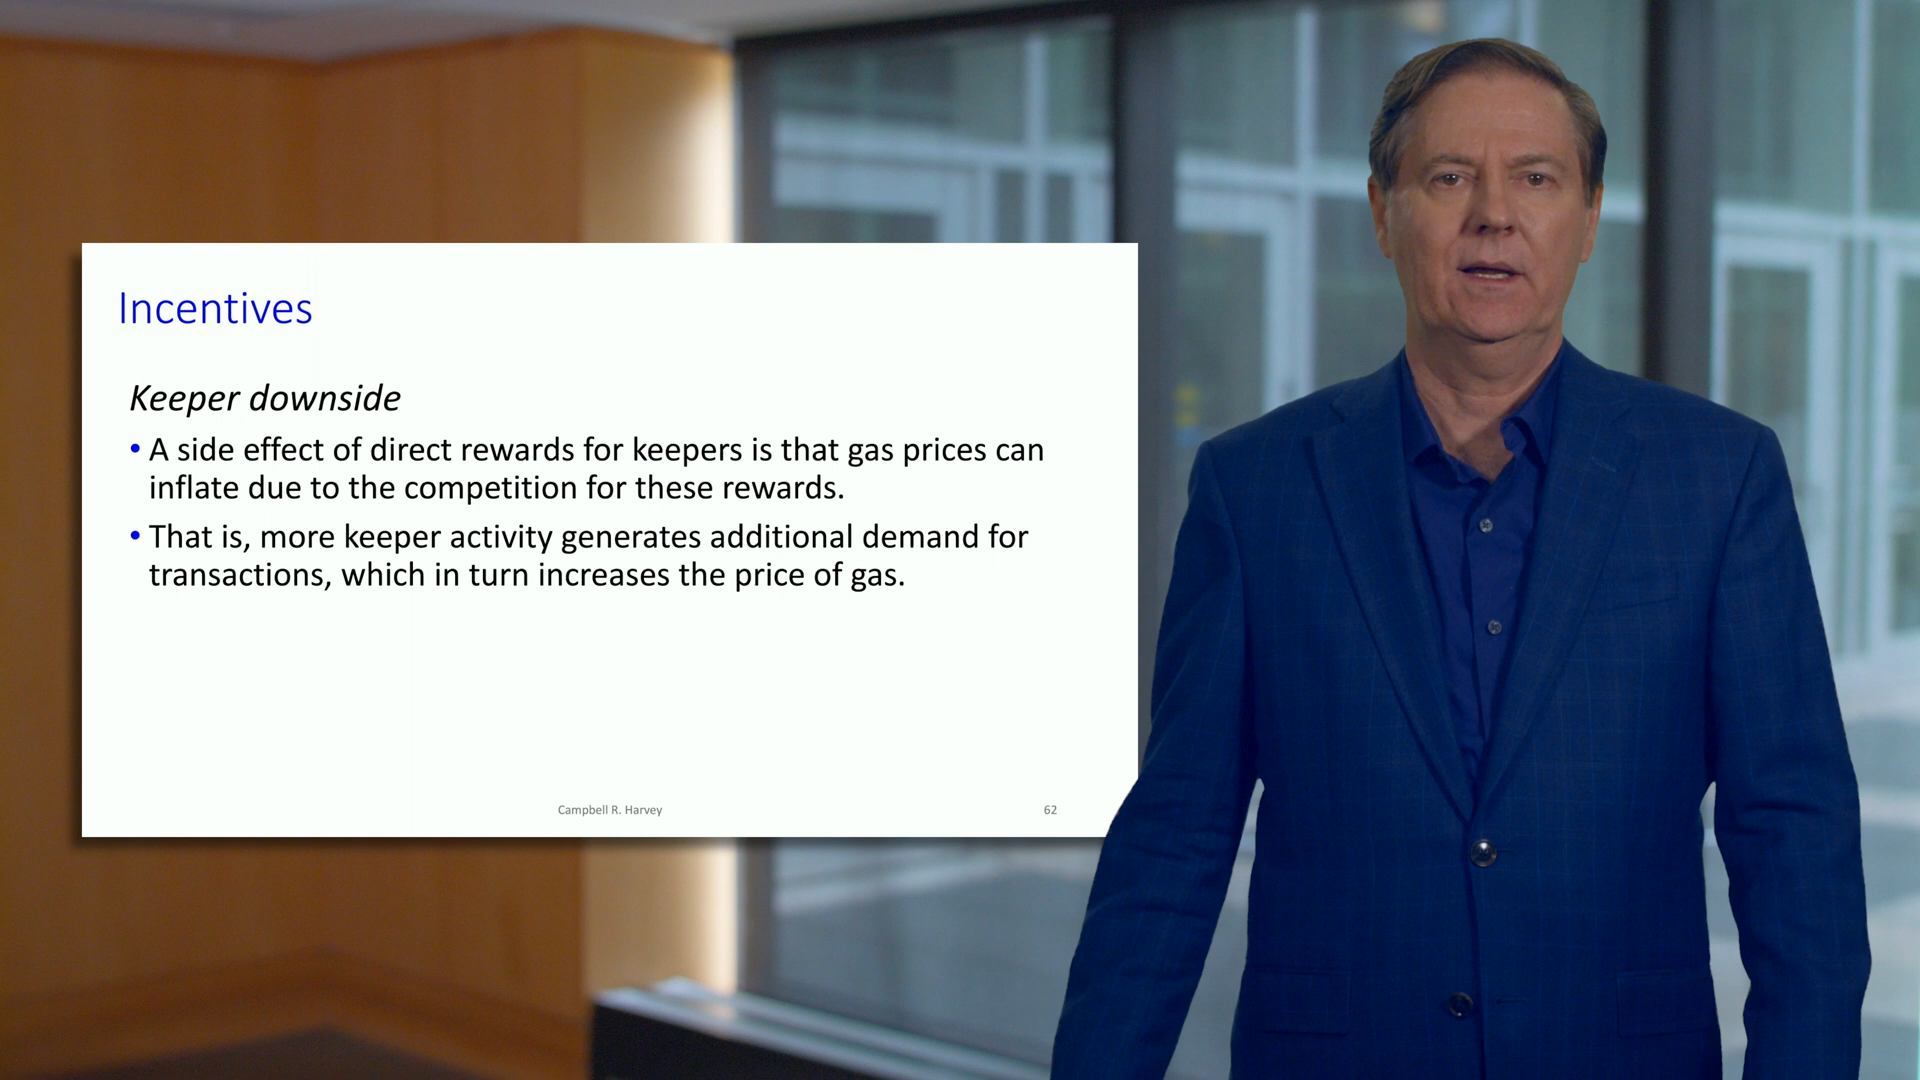 Incentives
Keeper downside
• A side effect of direct rewards for keepers is that gas prices can
inflate due to the competition for these rewards.
• That is, more keeper activity generates additional demand for
transactions, which in turn increases the price of gas.
Campbell R. Harvey
62